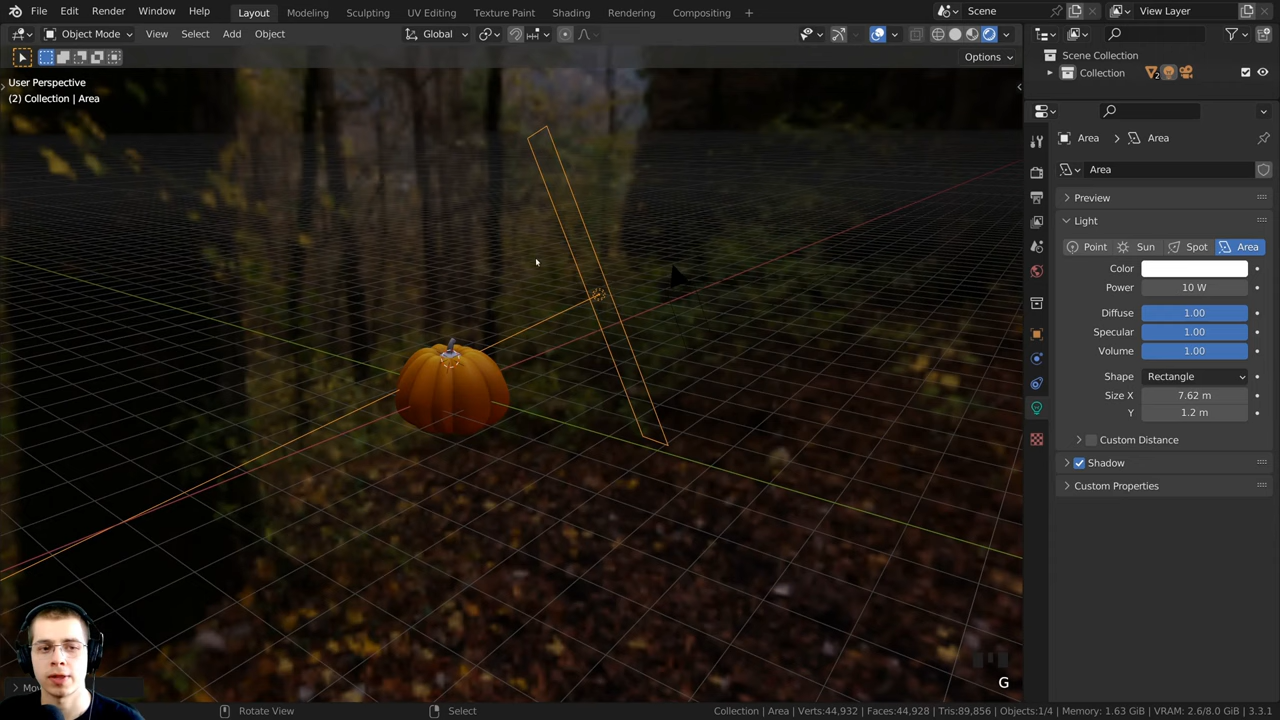 File Edit Render Window Help Layout Modeling Sculpting UV Editing Texture Paint Shading Rendering Compositing + Scene View Layer
Object Mode View Select Add Object Global
Options
Scene Collection
User Perspective
Collection
(2) Collection | Area
Area > Area
Area
Preview
Light
Point Sun Spot Area
Color
Power 10 W
Diffuse 1.00
Specular 1.00
Volume 1.00
Shape Rectangle
Size X 7.62 m
Y 1.2 m
Custom Distance
Shadow
Custom Properties
G
Rotate View Select Collection | Area | Verts:44,932 | Faces:44,928 | Tris:89,856 | Objects:1/4 | Memory: 1.63 GiB | VRAM: 2.6/8.0 GiB | 3.3.1